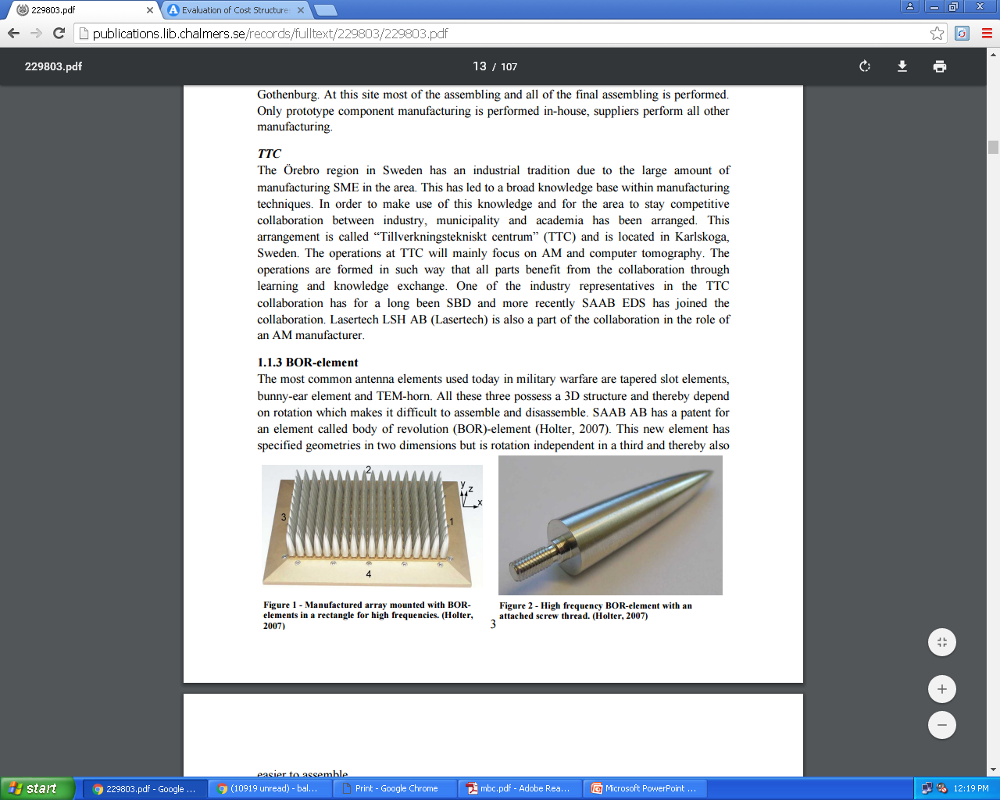 229803.pdf
Evaluation of Cost Structure
publications.lib.chalmers.se/records/fulltext/229803/229803.pdf
229803.pdf
13 / 107
Gothenburg. At this site most of the assembling and all of the final assembling is performed.
Only prototype component manufacturing is performed in-house, suppliers perform all other
manufacturing.
TTC
The Örebro region in Sweden has an industrial tradition due to the large amount of
manufacturing SME in the area. This has led to a broad knowledge base within manufacturing
techniques. In order to make use of this knowledge and for the area to stay competitive
collaboration between industry, municipality and academia has been arranged. This
arrangement is called “Tillverkningstekniskt centrum” (TTC) and is located in Karlskoga,
Sweden. The operations at TTC will mainly focus on AM and computer tomography. The
operations are formed in such way that all parts benefit from the collaboration through
learning and knowledge exchange. One of the industry representatives in the TTC
collaboration has for a long been SBD and more recently SAAB EDS has joined the
collaboration. Lasertech LSH AB (Lasertech) is also a part of the collaboration in the role of
an AM manufacturer.
1.1.3 BOR-element
The most common antenna elements used today in military warfare are tapered slot elements,
bunny-ear element and TEM-horn. All these three possess a 3D structure and thereby depend
on rotation which makes it difficult to assemble and disassemble. SAAB AB has a patent for
an element called body of revolution (BOR)-element (Holter, 2007). This new element has
specified geometries in two dimensions but is rotation independent in a third and thereby also
2
y
z
x
3
1
4
Figure 1 - Manufactured array mounted with BOR-
elements in a rectangle for high frequencies. (Holter,
2007)
Figure 2 - High frequency BOR-element with an
attached screw thread. (Holter, 2007)
3
easier to assemble
start
229803.pdf - Google ...
(10919 unread) - bal...
Print - Google Chrome
mbc.pdf - Adobe Rea...
Microsoft PowerPoint ...
12:19 PM